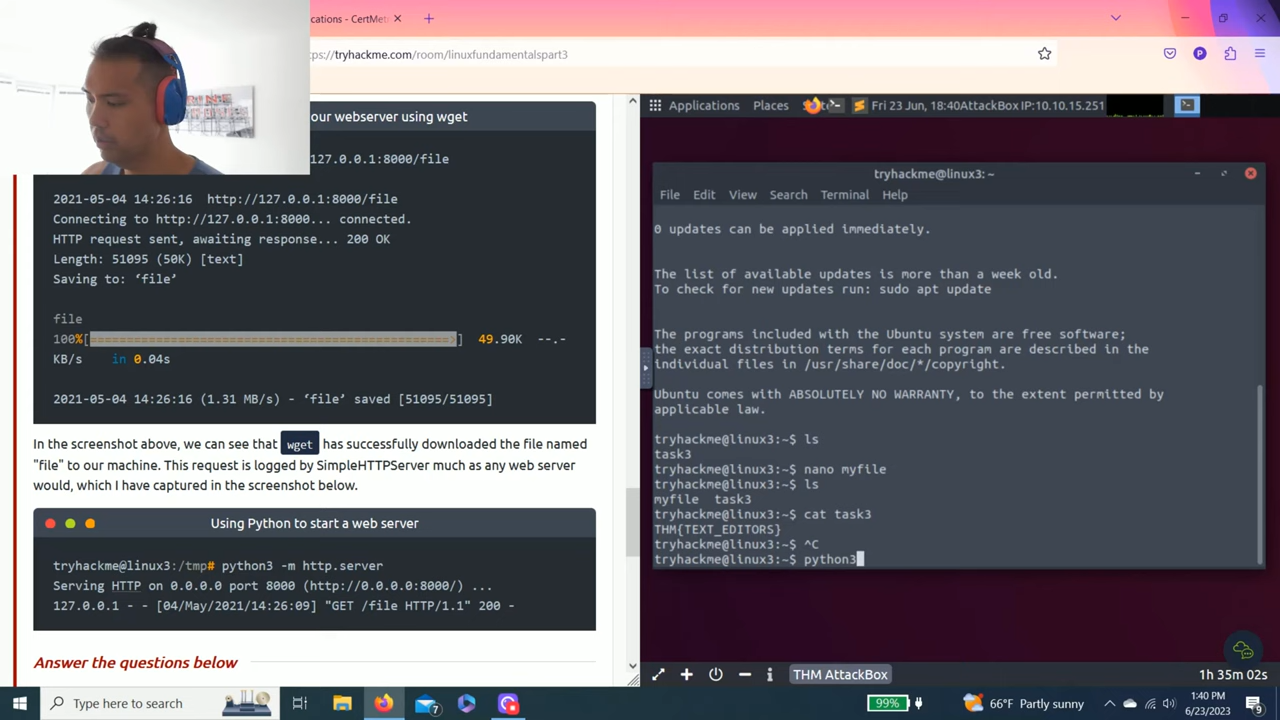 ications - CertMetr
tps://tryhackme.com/room/linuxfundamentalspart3
P
our webserver using wget
127.0.0.1:8000/file
2021-05-04 14:26:16 http://127.0.0.1:8000/file
Connecting to http://127.0.0.1:8000... connected.
HTTP request sent, awaiting response... 200 OK
Length: 51095 (50K) [text]
Saving to: ‘file’
file
100%[===================================================>] 49.90K --.-
KB/s in 0.04s
2021-05-04 14:26:16 (1.31 MB/s) - ‘file’ saved [51095/51095]
In the screenshot above, we can see that wget has successfully downloaded the file named
"file" to our machine. This request is logged by SimpleHTTPServer much as any web server
would, which I have captured in the screenshot below.
Using Python to start a web server
tryhackme@linux3:/tmp# python3 -m http.server
Serving HTTP on 0.0.0.0 port 8000 (http://0.0.0.0:8000/) ...
127.0.0.1 - - [04/May/2021/14:26:09] "GET /file HTTP/1.1" 200 -
Answer the questions below
Applications Places Fri 23 Jun, 18:40 AttackBox IP:10.10.15.251
tryhackme@linux3: ~
File Edit View Search Terminal Help
0 updates can be applied immediately.
The list of available updates is more than a week old.
To check for new updates run: sudo apt update
The programs included with the Ubuntu system are free software;
the exact distribution terms for each program are described in the
individual files in /usr/share/doc/*/copyright.
Ubuntu comes with ABSOLUTELY NO WARRANTY, to the extent permitted by
applicable law.
tryhackme@linux3:~$ ls
task3
tryhackme@linux3:~$ nano myfile
tryhackme@linux3:~$ ls
myfile task3
tryhackme@linux3:~$ cat task3
THM{TEXT_EDITORS}
tryhackme@linux3:~$ ^C
tryhackme@linux3:~$ python3
THM AttackBox
1h 35m 02s
Type here to search
7
99%
66°F Partly sunny
1:40 PM
6/23/2023
9